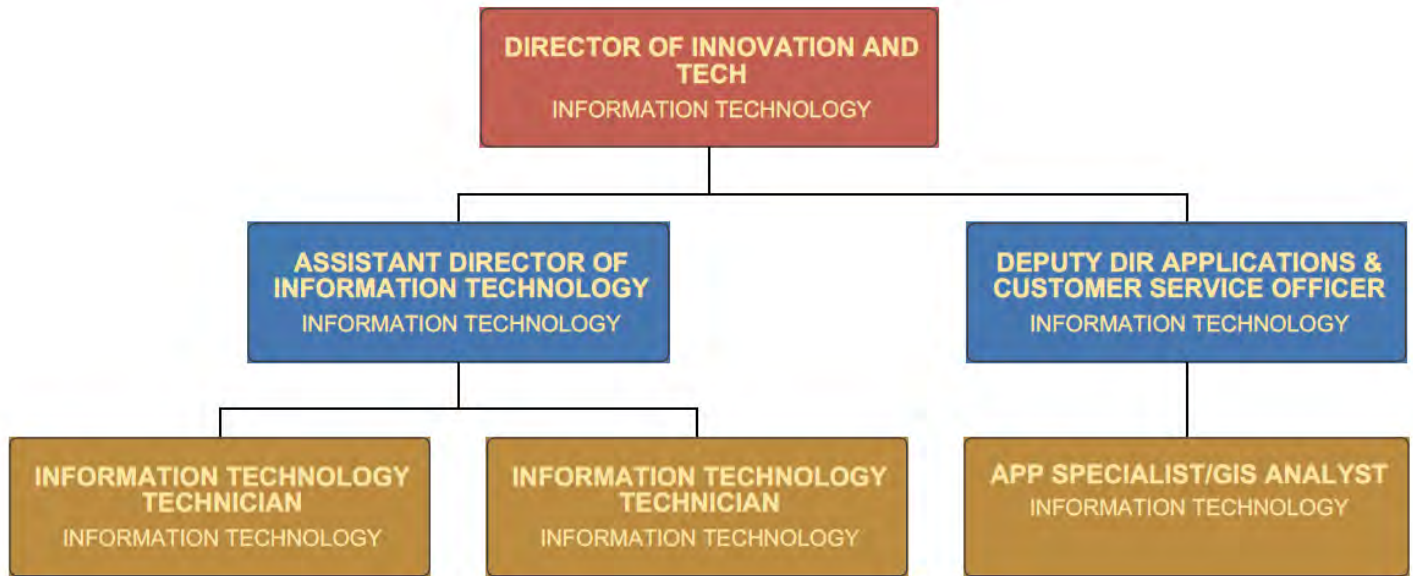 DIRECTOR OF INNOVATION AND
TECH
INFORMATION TECHNOLOGY
ASSISTANT DIRECTOR OF
INFORMATION TECHNOLOGY
INFORMATION TECHNOLOGY
DEPUTY DIR APPLICATIONS &
CUSTOMER SERVICE OFFICER
INFORMATION TECHNOLOGY
INFORMATION TECHNOLOGY
TECHNICIAN
INFORMATION TECHNOLOGY
INFORMATION TECHNOLOGY
TECHNICIAN
INFORMATION TECHNOLOGY
APP SPECIALIST/GIS ANALYST
INFORMATION TECHNOLOGY